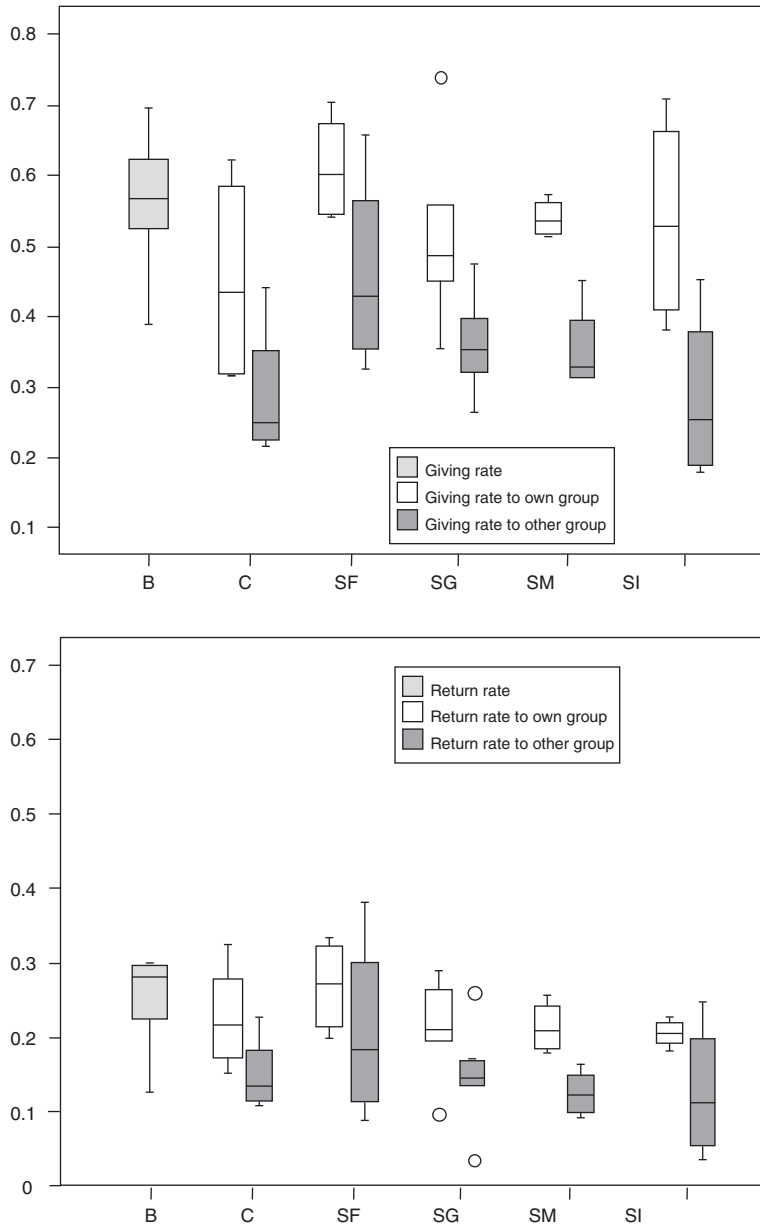 0.8
0.7
0.6
0.5
0.4
0.3
0.2
0.1
Giving rate
Giving rate to own group
Giving rate to other group
B C SF SG SM SI
0.7
0.6
0.5
0.4
0.3
0.2
0.1
0
Return rate
Return rate to own group
Return rate to other group
B C SF SG SM SI